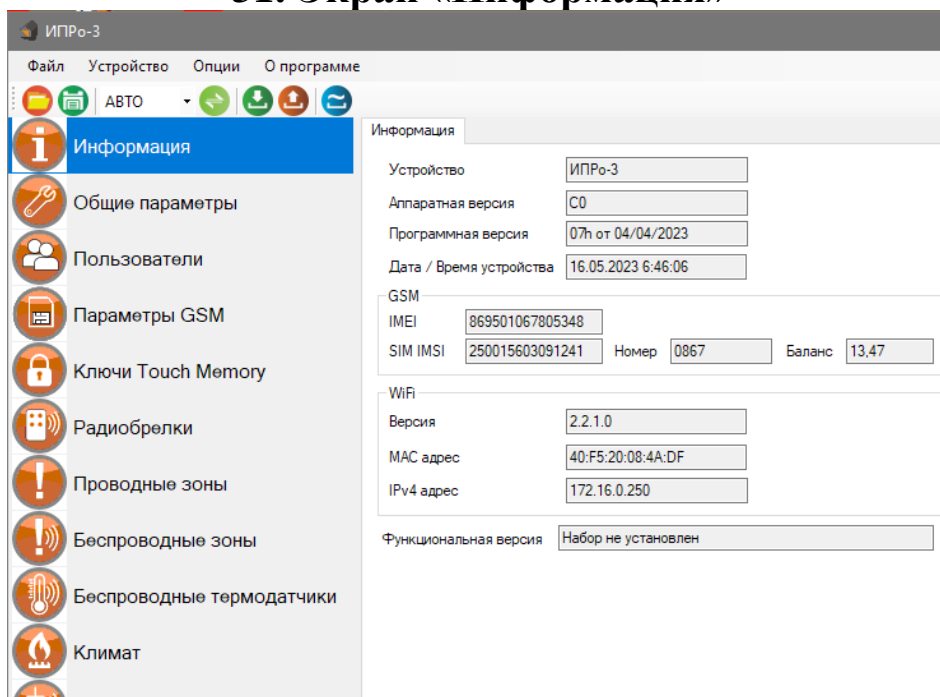 31. Экран «Информация»
ИПРо-3
Файл Устройство Опции О программе
АВТО
Информация
Общие параметры
Пользователи
Параметры GSM
Ключи Touch Memory
Радиобрелки
Проводные зоны
Беспроводные зоны
Беспроводные термодатчики
Климат
Информация
Устройство ИПРо-3
Аппаратная версия C0
Программная версия 07h от 04/04/2023
Дата / Время устройства 16.05.2023 6:46:06
GSM
IMEI 869501067805348
SIM IMSI 250015603091241 Номер 0867 Баланс 13,47
WiFi
Версия 2.2.1.0
MAC адрес 40:F5:20:08:4A:DF
IPv4 адрес 172.16.0.250
Функциональная версия Набор не установлен